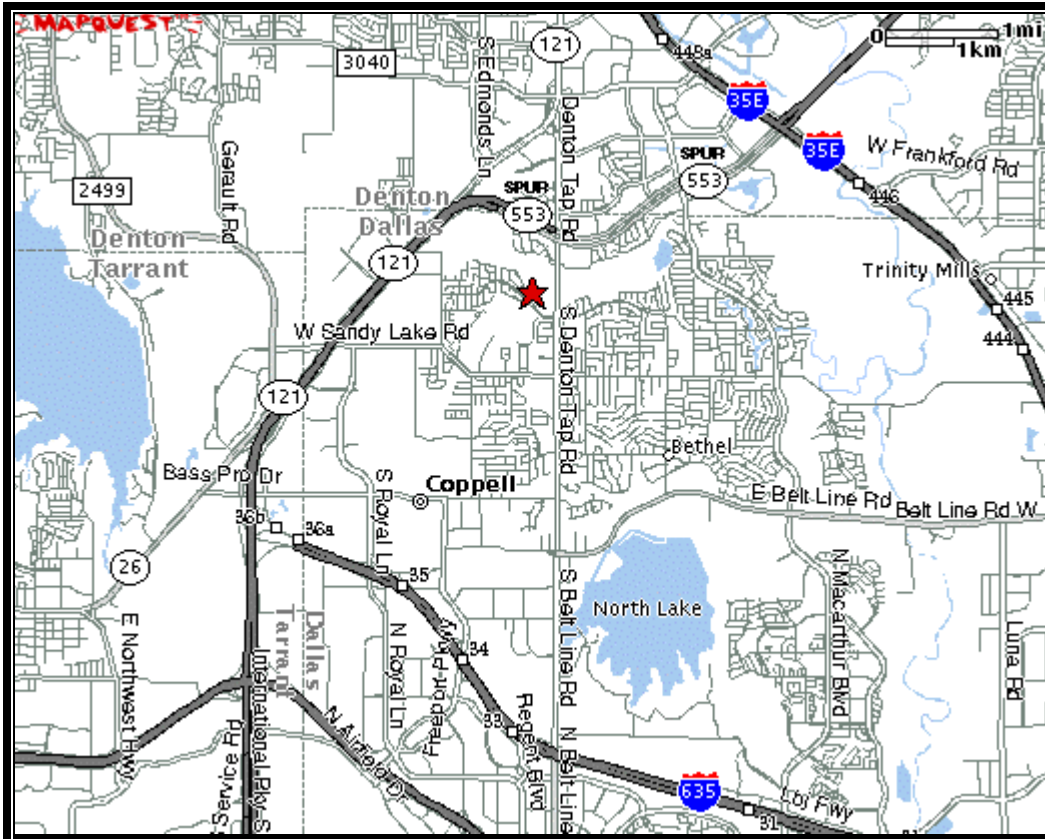 MAPQUEST
0 1mi
1km
121
3040
S Edmonds Ln
448a
35E
35E
W Frankford Rd
446
Denton Tap Rd
SPUR
553
SPUR
553
2499
Gerault Rd
Denton
Dallas
Denton
Tarrant
121
Trinity Mills
445
444
W Sandy Lake Rd
S Denton Tap Rd
121
Bethel
Bass Pro Dr
S Royal Ln
Coppell
E Belt Line Rd
Belt Line Rd W
36b
36a
35
26
North Lake
N Macarthur Blvd
Luna Rd
S Belt Line Rd
E Northwest Hwy
Tarrant
Dallas
International Pkwy S
N Royal Ln
34
33
Regent Blvd
N Belt Line
N Airfield Dr
Service Rd
635
Lbj Fwy
31